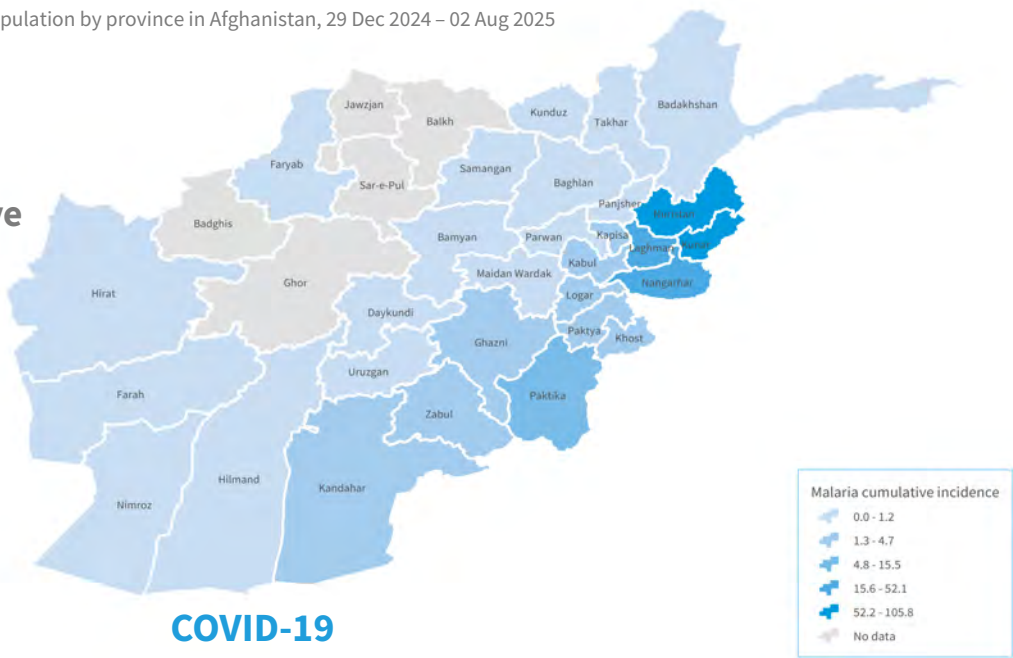 pulation by province in Afghanistan, 29 Dec 2024 – 02 Aug 2025
ve
Jawzjan
Balkh
Kunduz
Takhar
Badakhshan
Faryab
Sar-e-Pul
Samangan
Baghlan
Panjsher
Nuristan
Badghis
Bamyan
Parwan
Kapisa
Laghman
Kunar
Hirat
Ghor
Maidan Wardak
Kabul
Nangarhar
Daykundi
Logar
Ghazni
Paktya
Khost
Uruzgan
Farah
Zabul
Paktika
Nimroz
Hilmand
Kandahar
Malaria cumulative incidence
0.0 - 1.2
1.3 - 4.7
4.8 - 15.5
15.6 - 52.1
52.2 - 105.8
No data
COVID-19